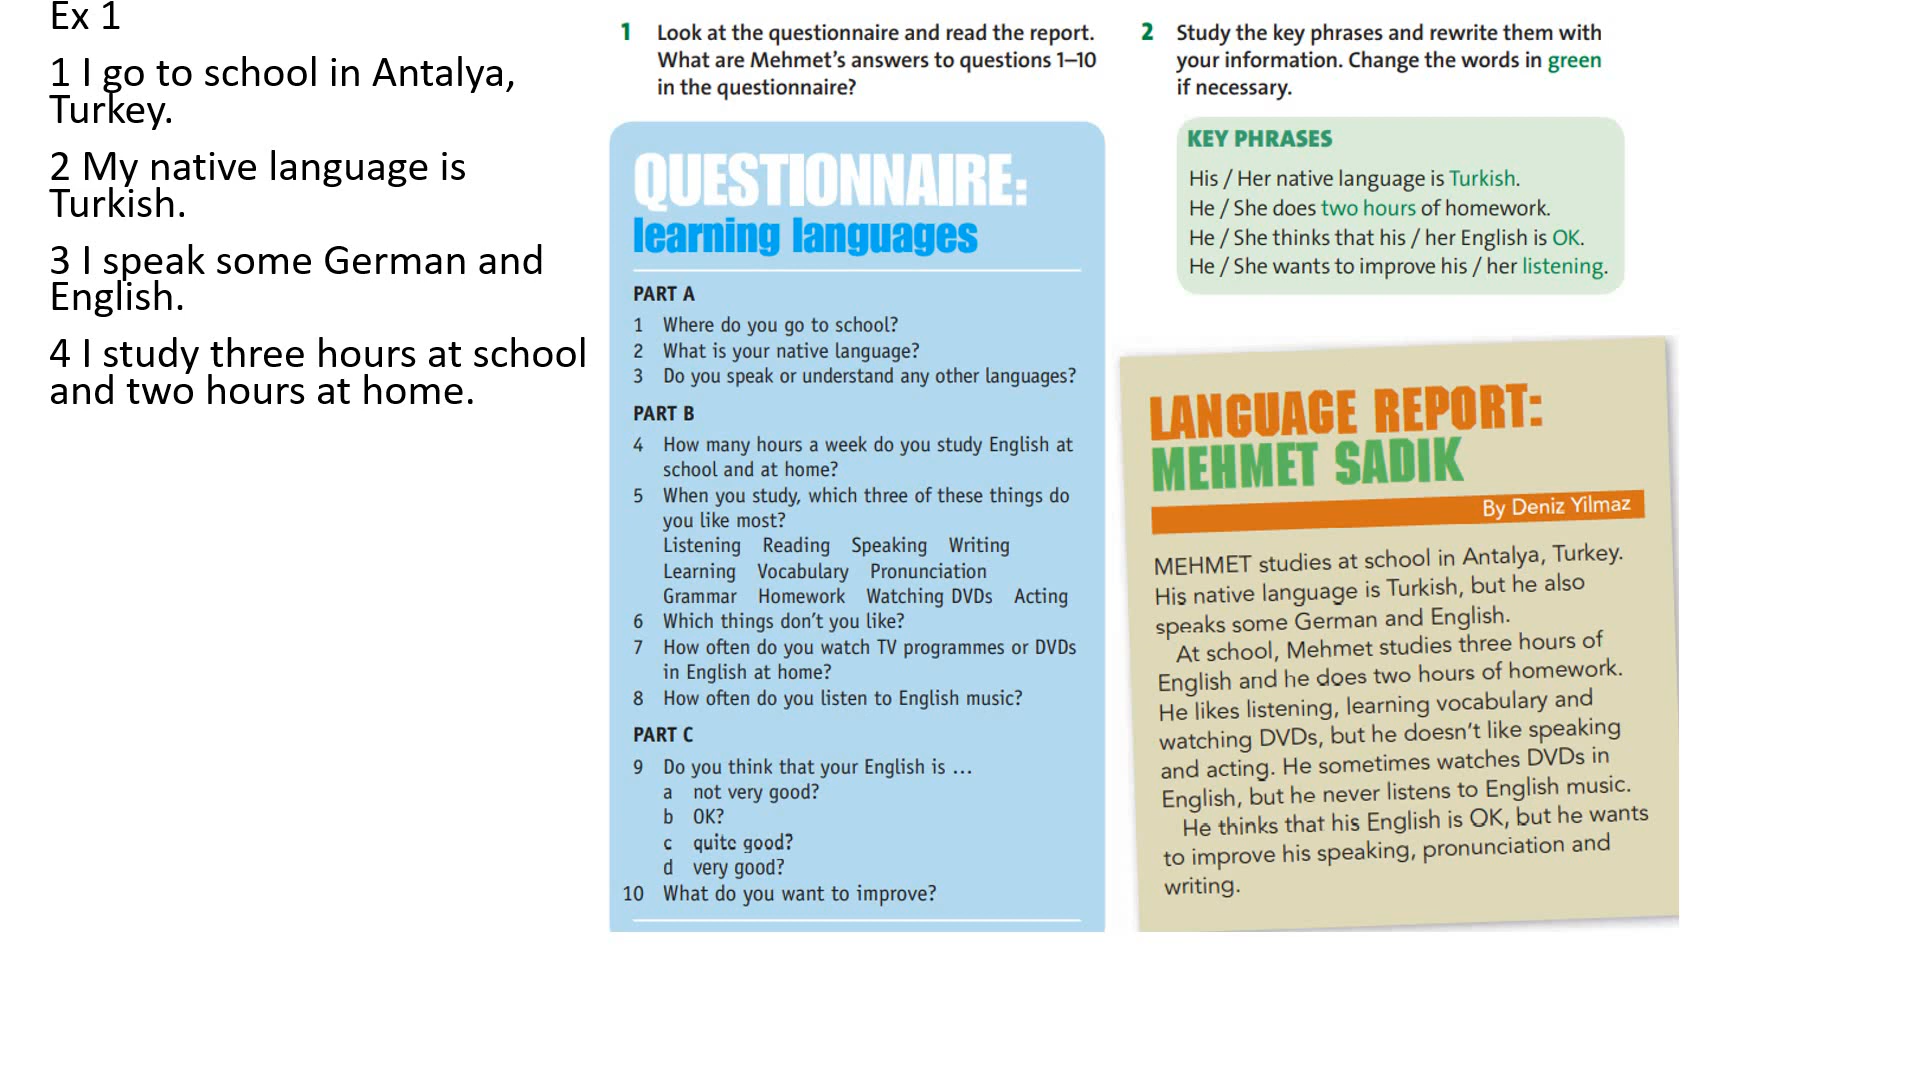 Ex 1
1 I go to school in Antalya,
Turkey.
2 My native language is
Turkish.
3 I speak some German and
English.
4 I study three hours at school
and two hours at home.
1 Look at the questionnaire and read the report.
What are Mehmet's answers to questions 1–10
in the questionnaire?
QUESTIONNAIRE:
learning languages
PART A
1 Where do you go to school?
2 What is your native language?
3 Do you speak or understand any other languages?
PART B
4 How many hours a week do you study English at
school and at home?
5 When you study, which three of these things do
you like most?
Listening Reading Speaking Writing
Learning Vocabulary Pronunciation
Grammar Homework Watching DVDs Acting
6 Which things don't you like?
7 How often do you watch TV programmes or DVDs
in English at home?
8 How often do you listen to English music?
PART C
9 Do you think that your English is ...
a not very good?
b OK?
c quite good?
d very good?
10 What do you want to improve?
2 Study the key phrases and rewrite them with
your information. Change the words in green
if necessary.
KEY PHRASES
His / Her native language is Turkish.
He / She does two hours of homework.
He / She thinks that his / her English is OK.
He / She wants to improve his / her listening.
LANGUAGE REPORT:
MEHMET SADIK
By Deniz Yilmaz
MEHMET studies at school in Antalya, Turkey.
His native language is Turkish, but he also
speaks some German and English.
At school, Mehmet studies three hours of
English and he does two hours of homework.
He likes listening, learning vocabulary and
watching DVDs, but he doesn't like speaking
and acting. He sometimes watches DVDs in
English, but he never listens to English music.
He thinks that his English is OK, but he wants
to improve his speaking, pronunciation and
writing.